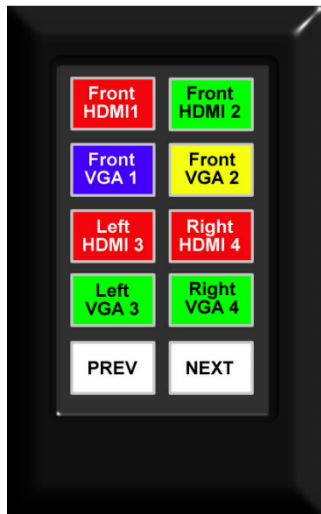 Front
HDMI1
Front
HDMI 2
Front
VGA 1
Front
VGA 2
Left
HDMI 3
Right
HDMI 4
Left
VGA 3
Right
VGA 4
PREV
NEXT